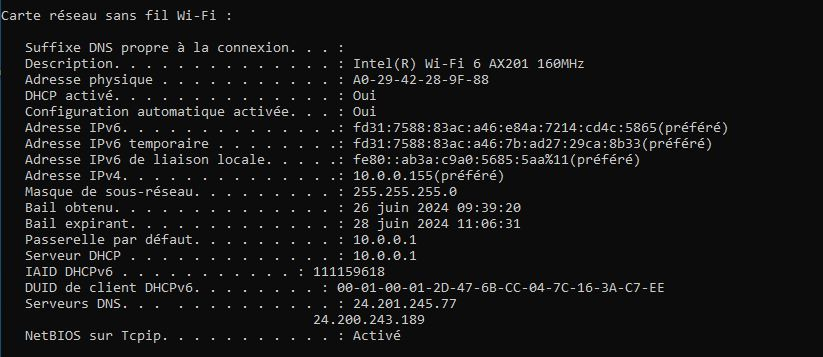 Carte réseau sans fil Wi-Fi :
Suffixe DNS propre à la connexion. . . :
Description. . . . . . . . . . . . . . : Intel(R) Wi-Fi 6 AX201 160MHz
Adresse physique . . . . . . . . . . . : A0-29-42-28-9F-88
DHCP activé. . . . . . . . . . . . . . : Oui
Configuration automatique activée. . . : Oui
Adresse IPv6. . . . . . . . . . . . . .: fd31:7588:83ac:a46:e84a:7214:cd4c:5865(préféré)
Adresse IPv6 temporaire . . . . . . . .: fd31:7588:83ac:a46:7b:ad27:29ca:8b33(préféré)
Adresse IPv6 de liaison locale. . . . .: fe80::ab3a:c9a0:5685:5aa%11(préféré)
Adresse IPv4. . . . . . . . . . . . . .: 10.0.0.155(préféré)
Masque de sous-réseau. . . . . . . . . : 255.255.255.0
Bail obtenu. . . . . . . . . . . . . . : 26 juin 2024 09:39:20
Bail expirant. . . . . . . . . . . . . : 28 juin 2024 11:06:31
Passerelle par défaut. . . . . . . . . : 10.0.0.1
Serveur DHCP . . . . . . . . . . . . . : 10.0.0.1
IAID DHCPv6 . . . . . . . . . . . : 111159618
DUID de client DHCPv6. . . . . . . . : 00-01-00-01-2D-47-6B-CC-04-7C-16-3A-C7-EE
Serveurs DNS. . . . . . . . . . . . . : 24.201.245.77
24.200.243.189
NetBIOS sur Tcpip. . . . . . . . . . . : Activé